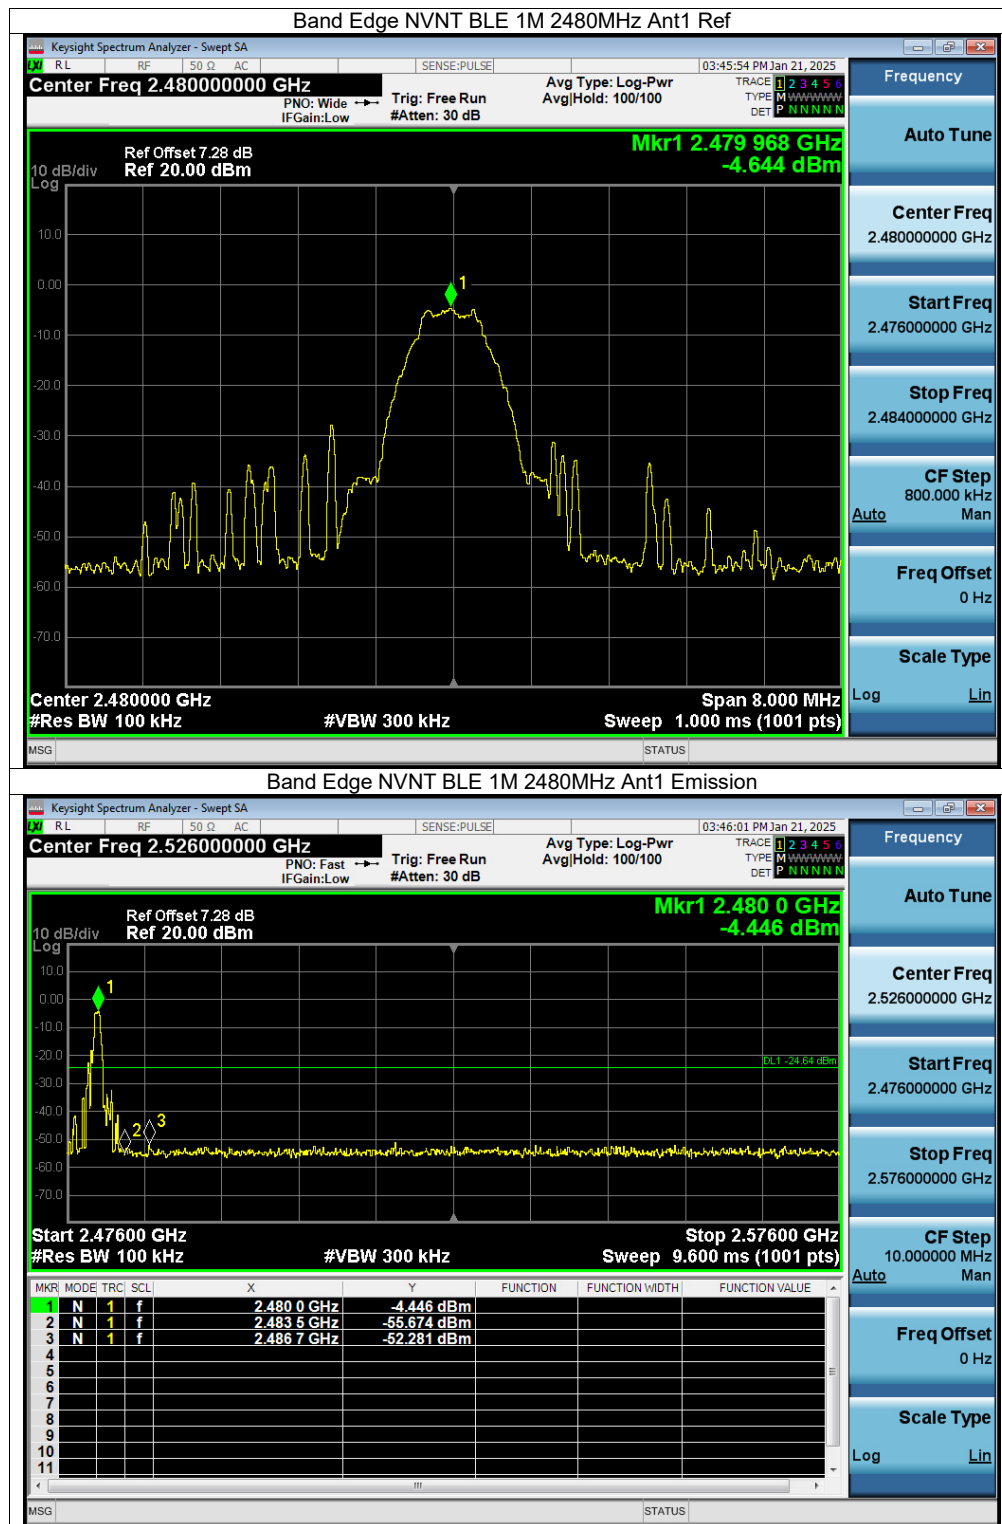 Band Edge NVNT BLE 1M 2480MHz Ant1 Ref
Keysight Spectrum Analyzer - Swept SA
LXI RL RF 50 Ω AC SENSE:PULSE 03:45:54 PM Jan 21, 2025
Center Freq 2.480000000 GHz
PNO: Wide
IFGain:Low
Trig: Free Run
#Atten: 30 dB
Avg Type: Log-Pwr
Avg|Hold: 100/100
TRACE 1 2 3 4 5 6
TYPE M WWWWW
DET P N N N N N
Frequency
Auto Tune
Center Freq
2.480000000 GHz
Start Freq
2.476000000 GHz
Stop Freq
2.484000000 GHz
CF Step
800.000 kHz
Auto Man
Freq Offset
0 Hz
Scale Type
Log Lin
Mkr1 2.479 968 GHz
-4.644 dBm
Ref Offset 7.28 dB
10 dB/div Ref 20.00 dBm
Log
10.0
0.00
-10.0
-20.0
-30.0
-40.0
-50.0
-60.0
-70.0
1
Center 2.480000 GHz Span 8.000 MHz
#Res BW 100 kHz #VBW 300 kHz Sweep 1.000 ms (1001 pts)
MSG STATUS
Band Edge NVNT BLE 1M 2480MHz Ant1 Emission
Keysight Spectrum Analyzer - Swept SA
LXI RL RF 50 Ω AC SENSE:PULSE 03:46:01 PM Jan 21, 2025
Center Freq 2.526000000 GHz
PNO: Fast
IFGain:Low
Trig: Free Run
#Atten: 30 dB
Avg Type: Log-Pwr
Avg|Hold: 100/100
TRACE 1 2 3 4 5 6
TYPE M WWWWW
DET P N N N N N
Frequency
Auto Tune
Center Freq
2.526000000 GHz
Start Freq
2.476000000 GHz
Stop Freq
2.576000000 GHz
CF Step
10.000000 MHz
Auto Man
Freq Offset
0 Hz
Scale Type
Log Lin
Mkr1 2.480 0 GHz
-4.446 dBm
Ref Offset 7.28 dB
10 dB/div Ref 20.00 dBm
Log
10.0
0.00
-10.0
-20.0
-30.0
-40.0
-50.0
-60.0
-70.0
1
2
3
DL1 -24.64 dBm
Start 2.47600 GHz Stop 2.57600 GHz
#Res BW 100 kHz #VBW 300 kHz Sweep 9.600 ms (1001 pts)
MKR MODE TRC SCL X Y FUNCTION FUNCTION WIDTH FUNCTION VALUE
1 N 1 f 2.480 0 GHz -4.446 dBm
2 N 1 f 2.483 5 GHz -55.674 dBm
3 N 1 f 2.486 7 GHz -52.281 dBm
4
5
6
7
8
9
10
11
MSG STATUS